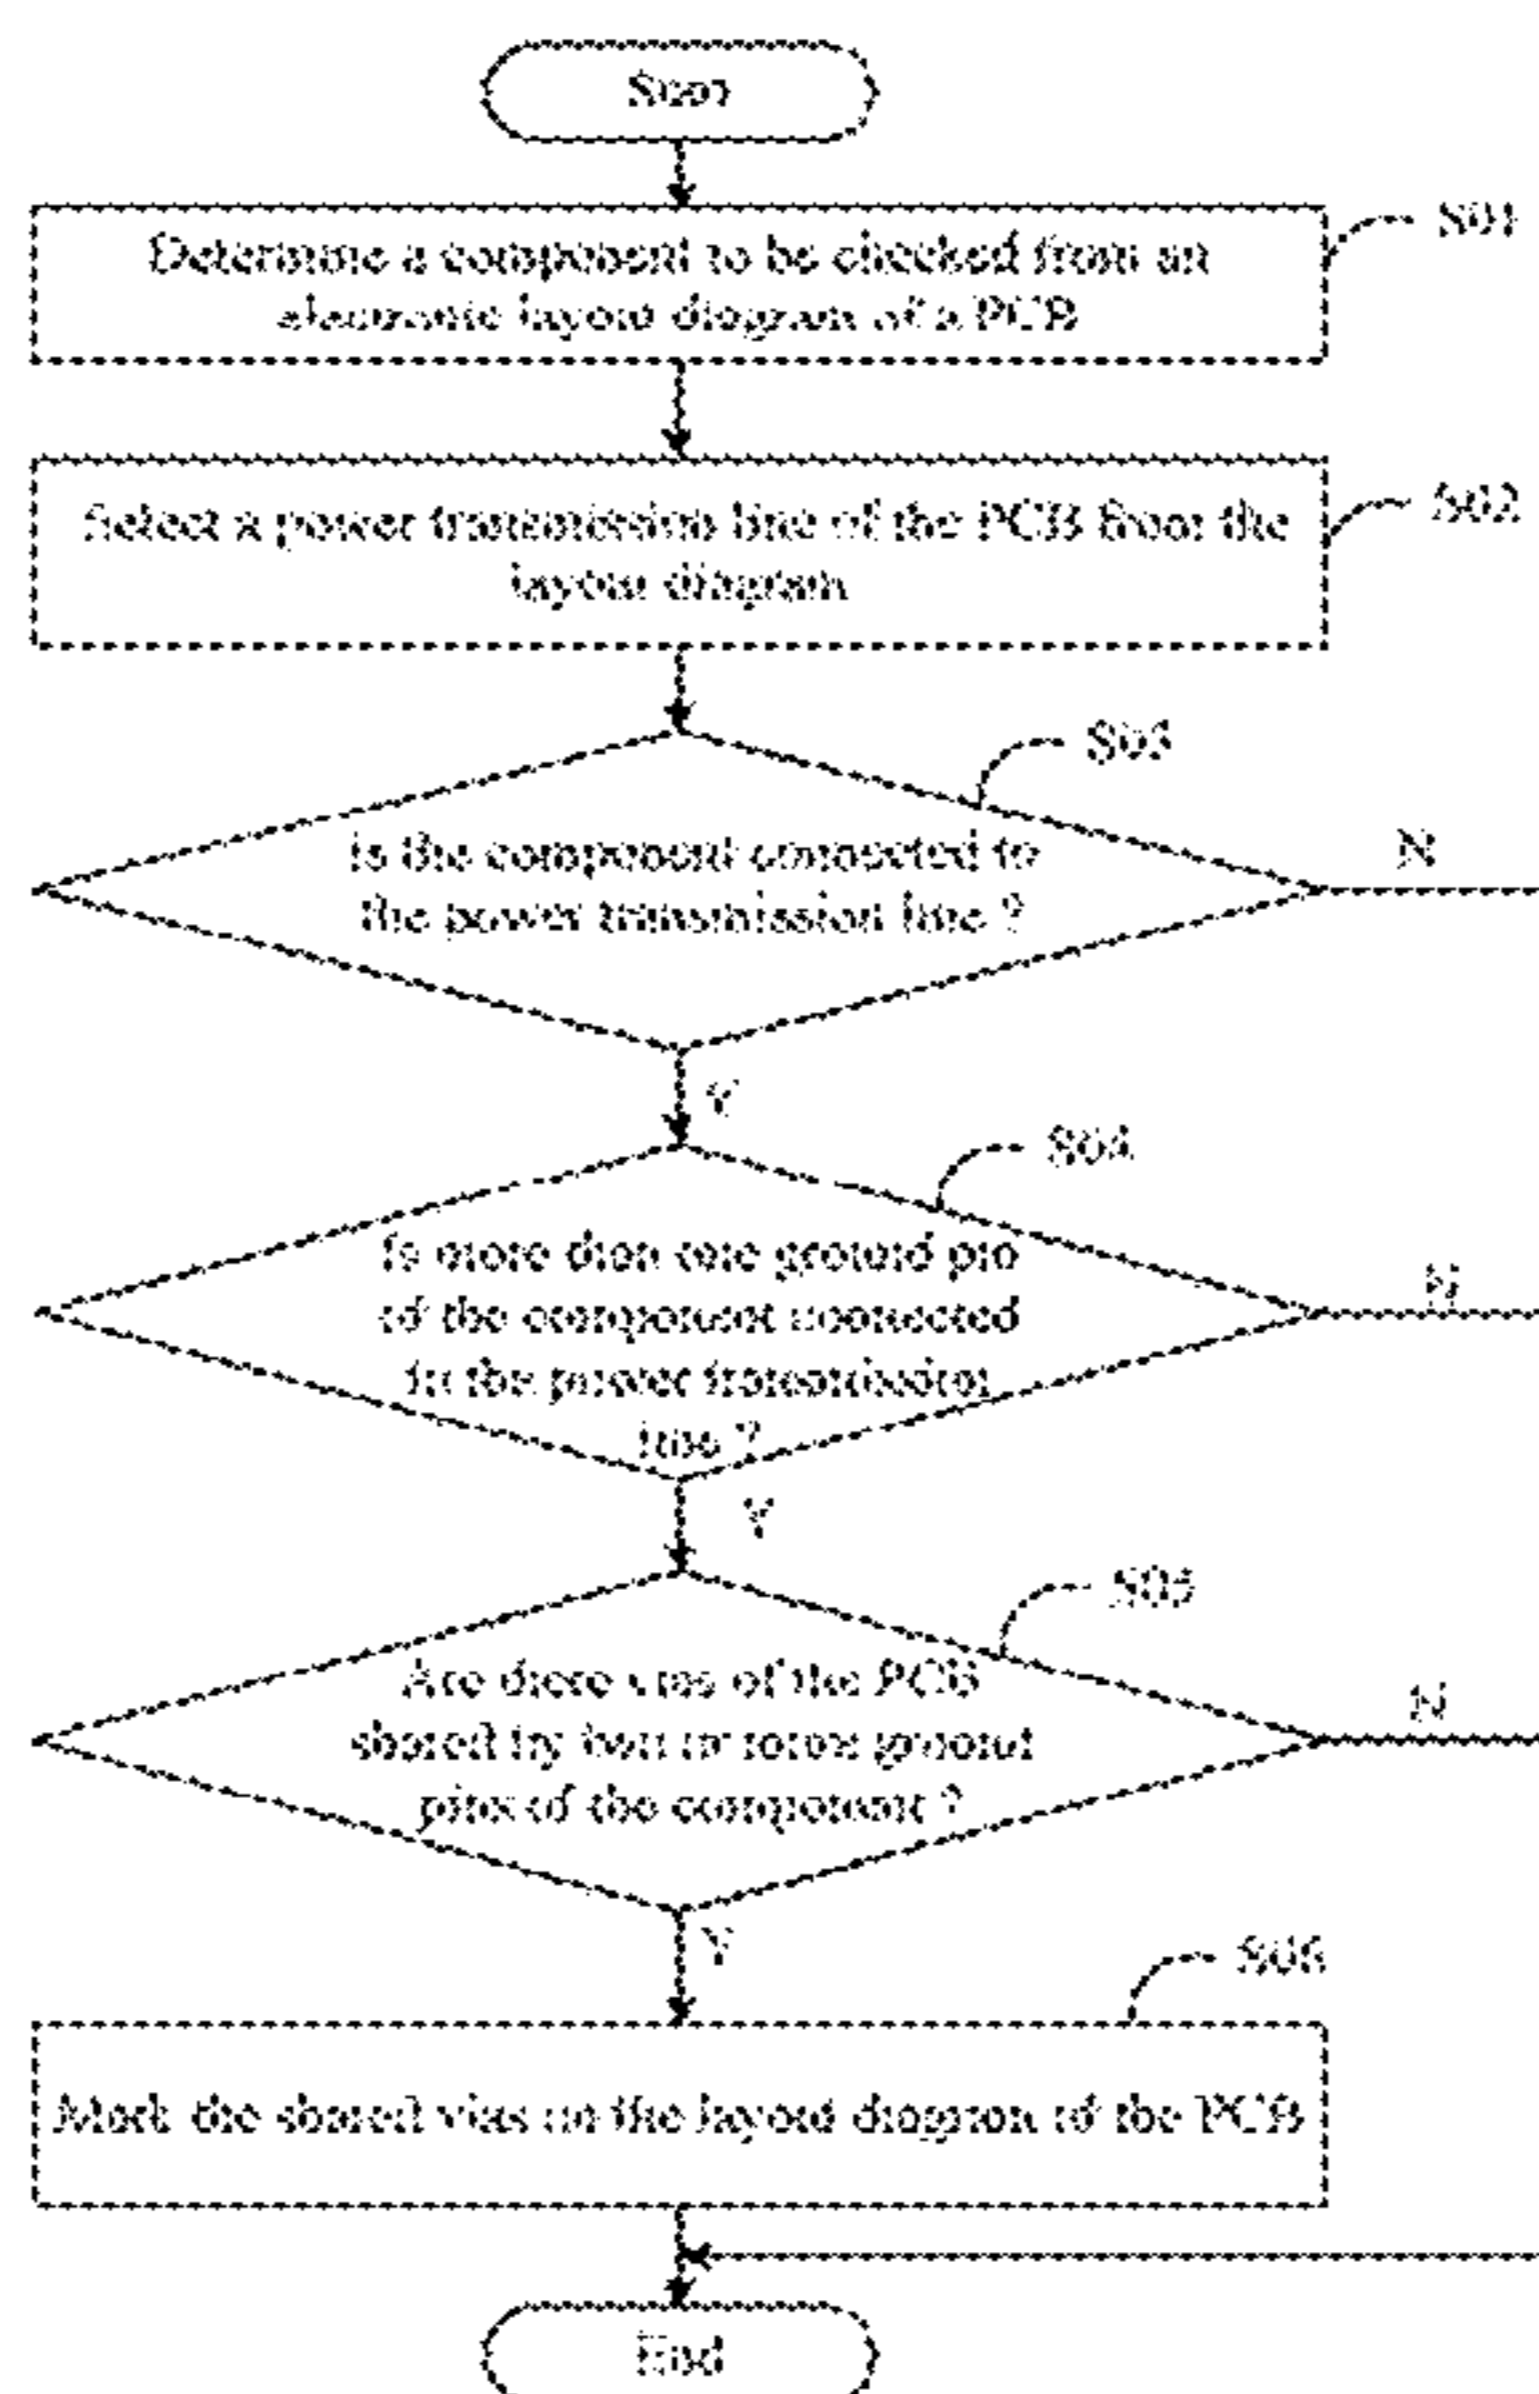 Start
Determine a component to be checked from an
electronic layout diagram of a PCB
S01
Select a power transmission line of the PCB from the
layout diagram
S02
S03
Is the component connected to
the power transmission line ?
N
Y
S04
Is more than one ground pin
of the component connected
to the power transmission
line ?
N
Y
S05
Are there vias of the PCB
shared by two or more ground
pins of the component ?
N
Y
S06
Mark the shared vias on the layout diagram of the PCB
End